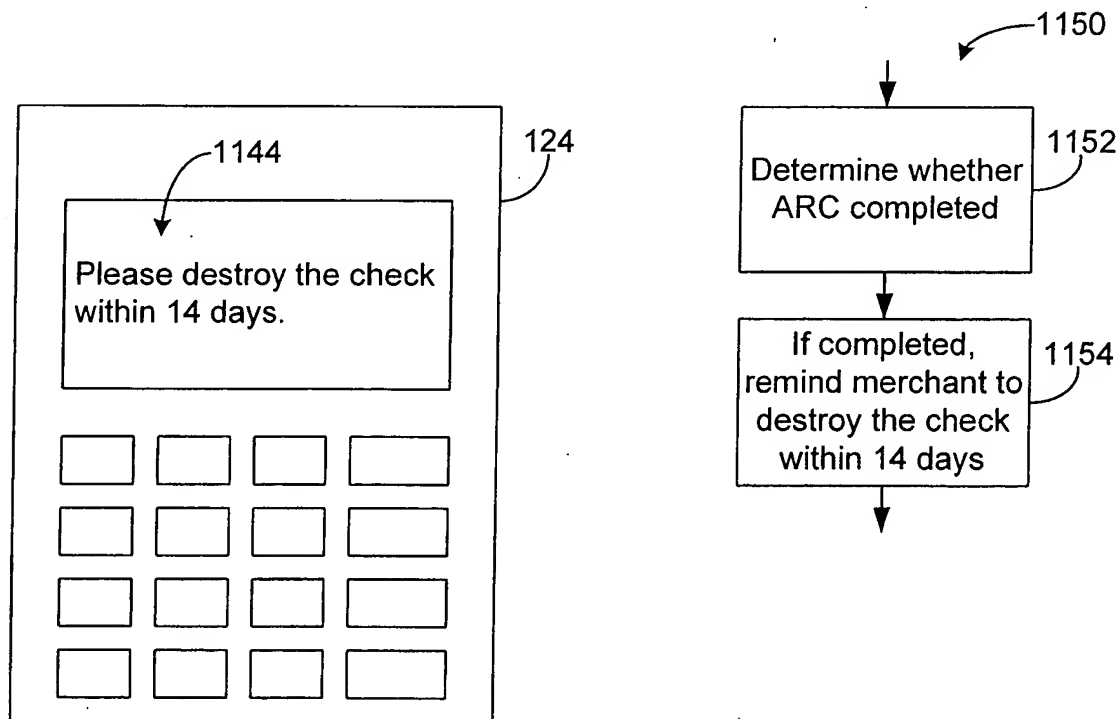 1144
124
Please destroy the check
within 14 days.
1150
1152
Determine whether
ARC completed
1154
If completed,
remind merchant to
destroy the check
within 14 days